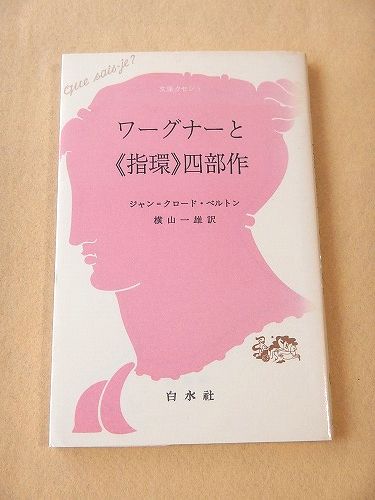 que sais-je?
文庫クセジュ
ワーグナーと
《指環》四部作
ジャン=クロード・ベルトン
横山一雄訳
白水社